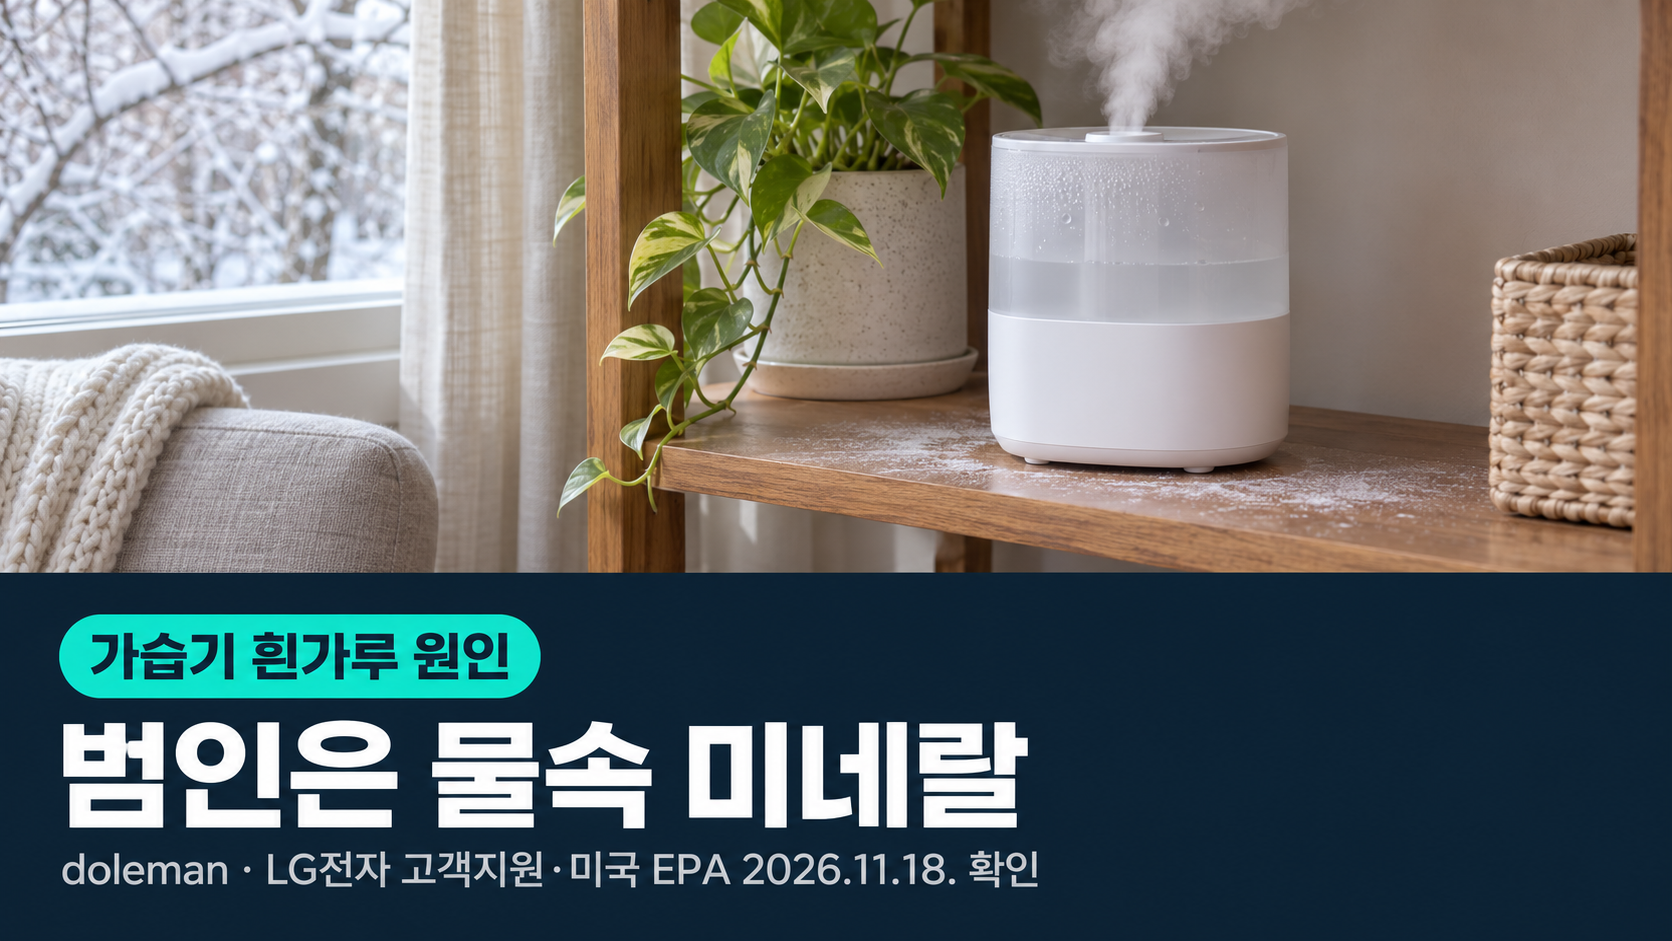 가습기 흰가루 원인
범인은 물속 미네랄
doleman · LG전자 고객지원·미국 EPA 2026.11.18. 확인